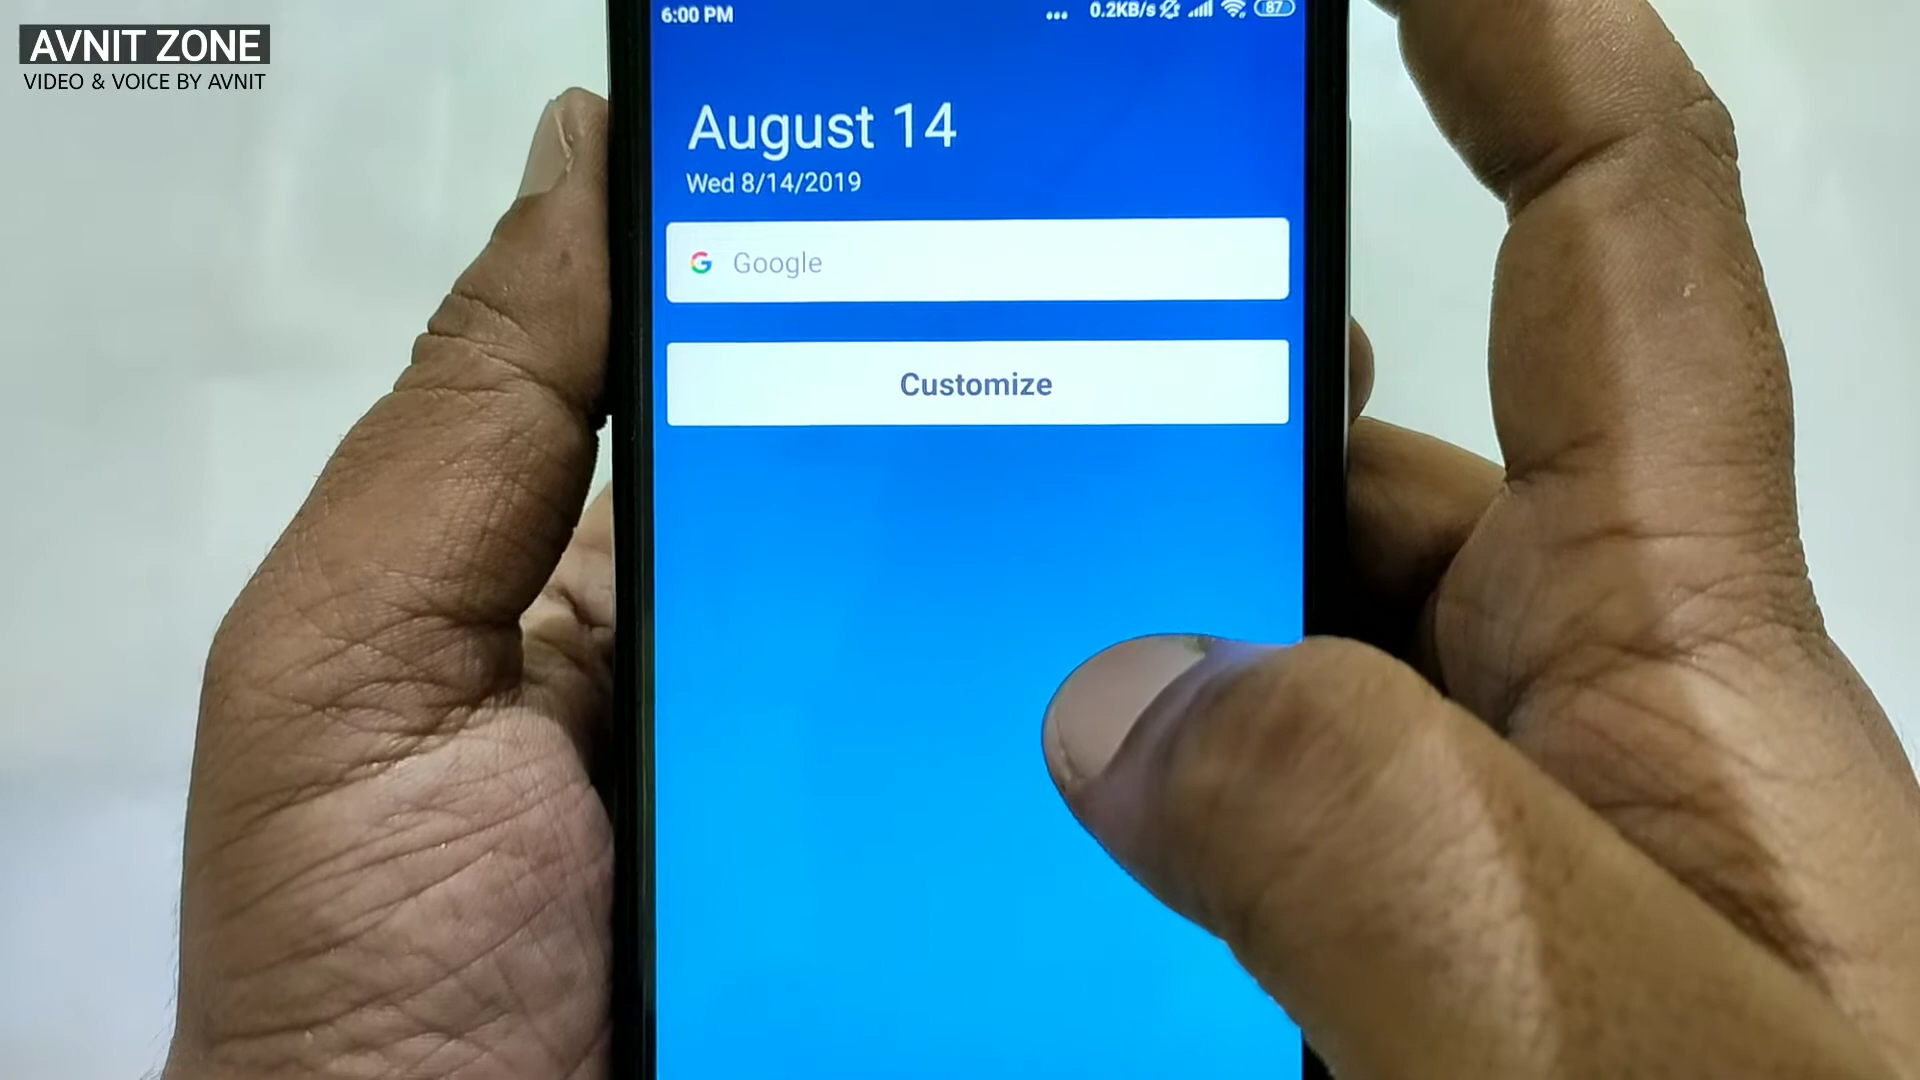 AVNIT ZONE
VIDEO & VOICE BY AVNIT
6:00 PM ... 0.2KB/s 87
August 14
Wed 8/14/2019
Google
Customize